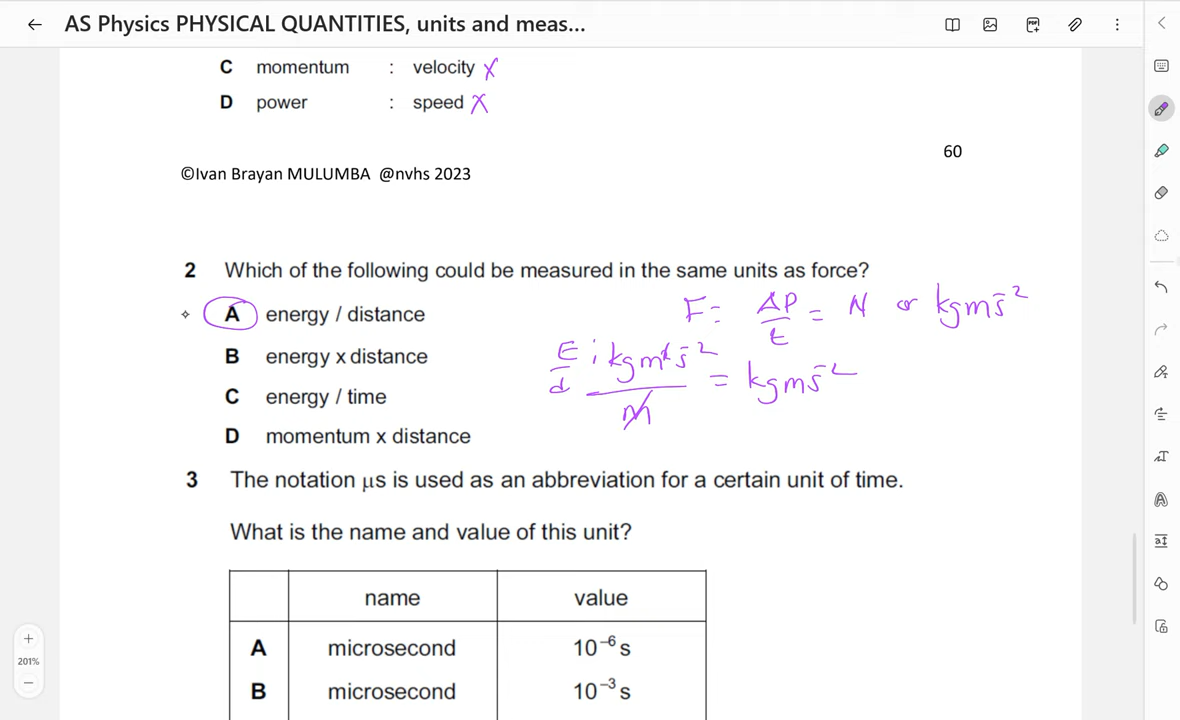 AS Physics PHYSICAL QUANTITIES, units and meas...
C momentum : velocity X
D power : speed X
60
©Ivan Brayan MULUMBA @nvhs 2023
2 Which of the following could be measured in the same units as force?
A energy / distance
F = ΔP/t = N or kgms⁻²
B energy x distance
E/d ; kgm²s⁻²/m = kgms⁻²
C energy / time
D momentum x distance
3 The notation μs is used as an abbreviation for a certain unit of time.
What is the name and value of this unit?
name value
A microsecond 10⁻⁶ s
B microsecond 10⁻³ s
201%